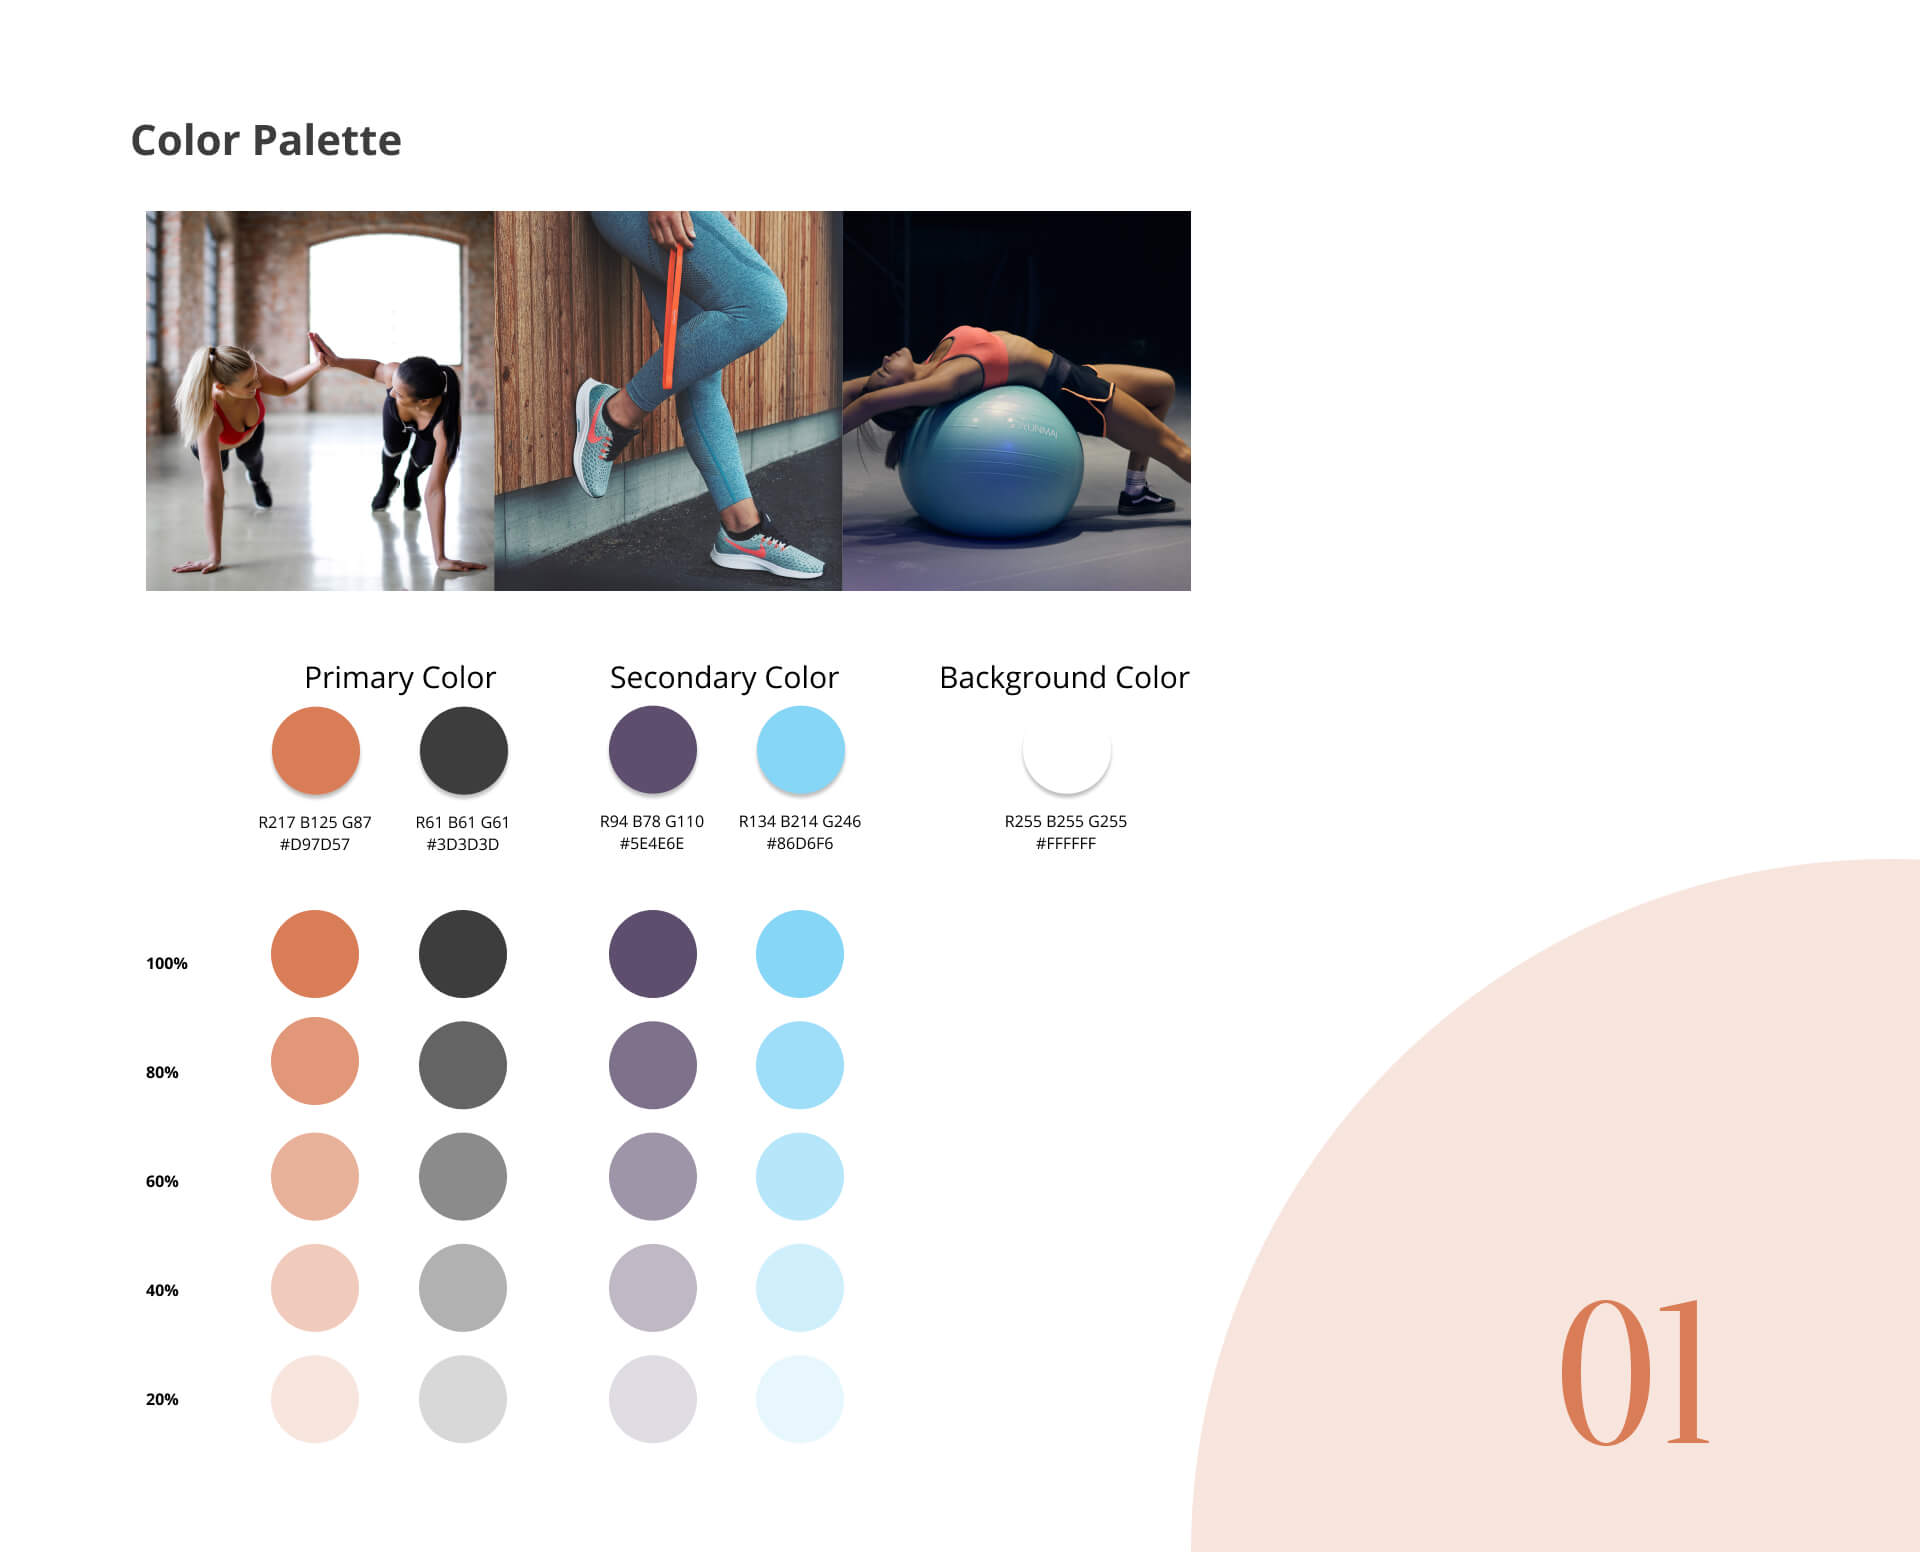 Color Palette
YUNMAI
Primary Color
Secondary Color
Background Color
R217 B125 G87
#D97D57
R61 B61 G61
#3D3D3D
R94 B78 G110
#5E4E6E
R134 B214 G246
#86D6F6
R255 B255 G255
#FFFFFF
100%
80%
60%
40%
20%
01